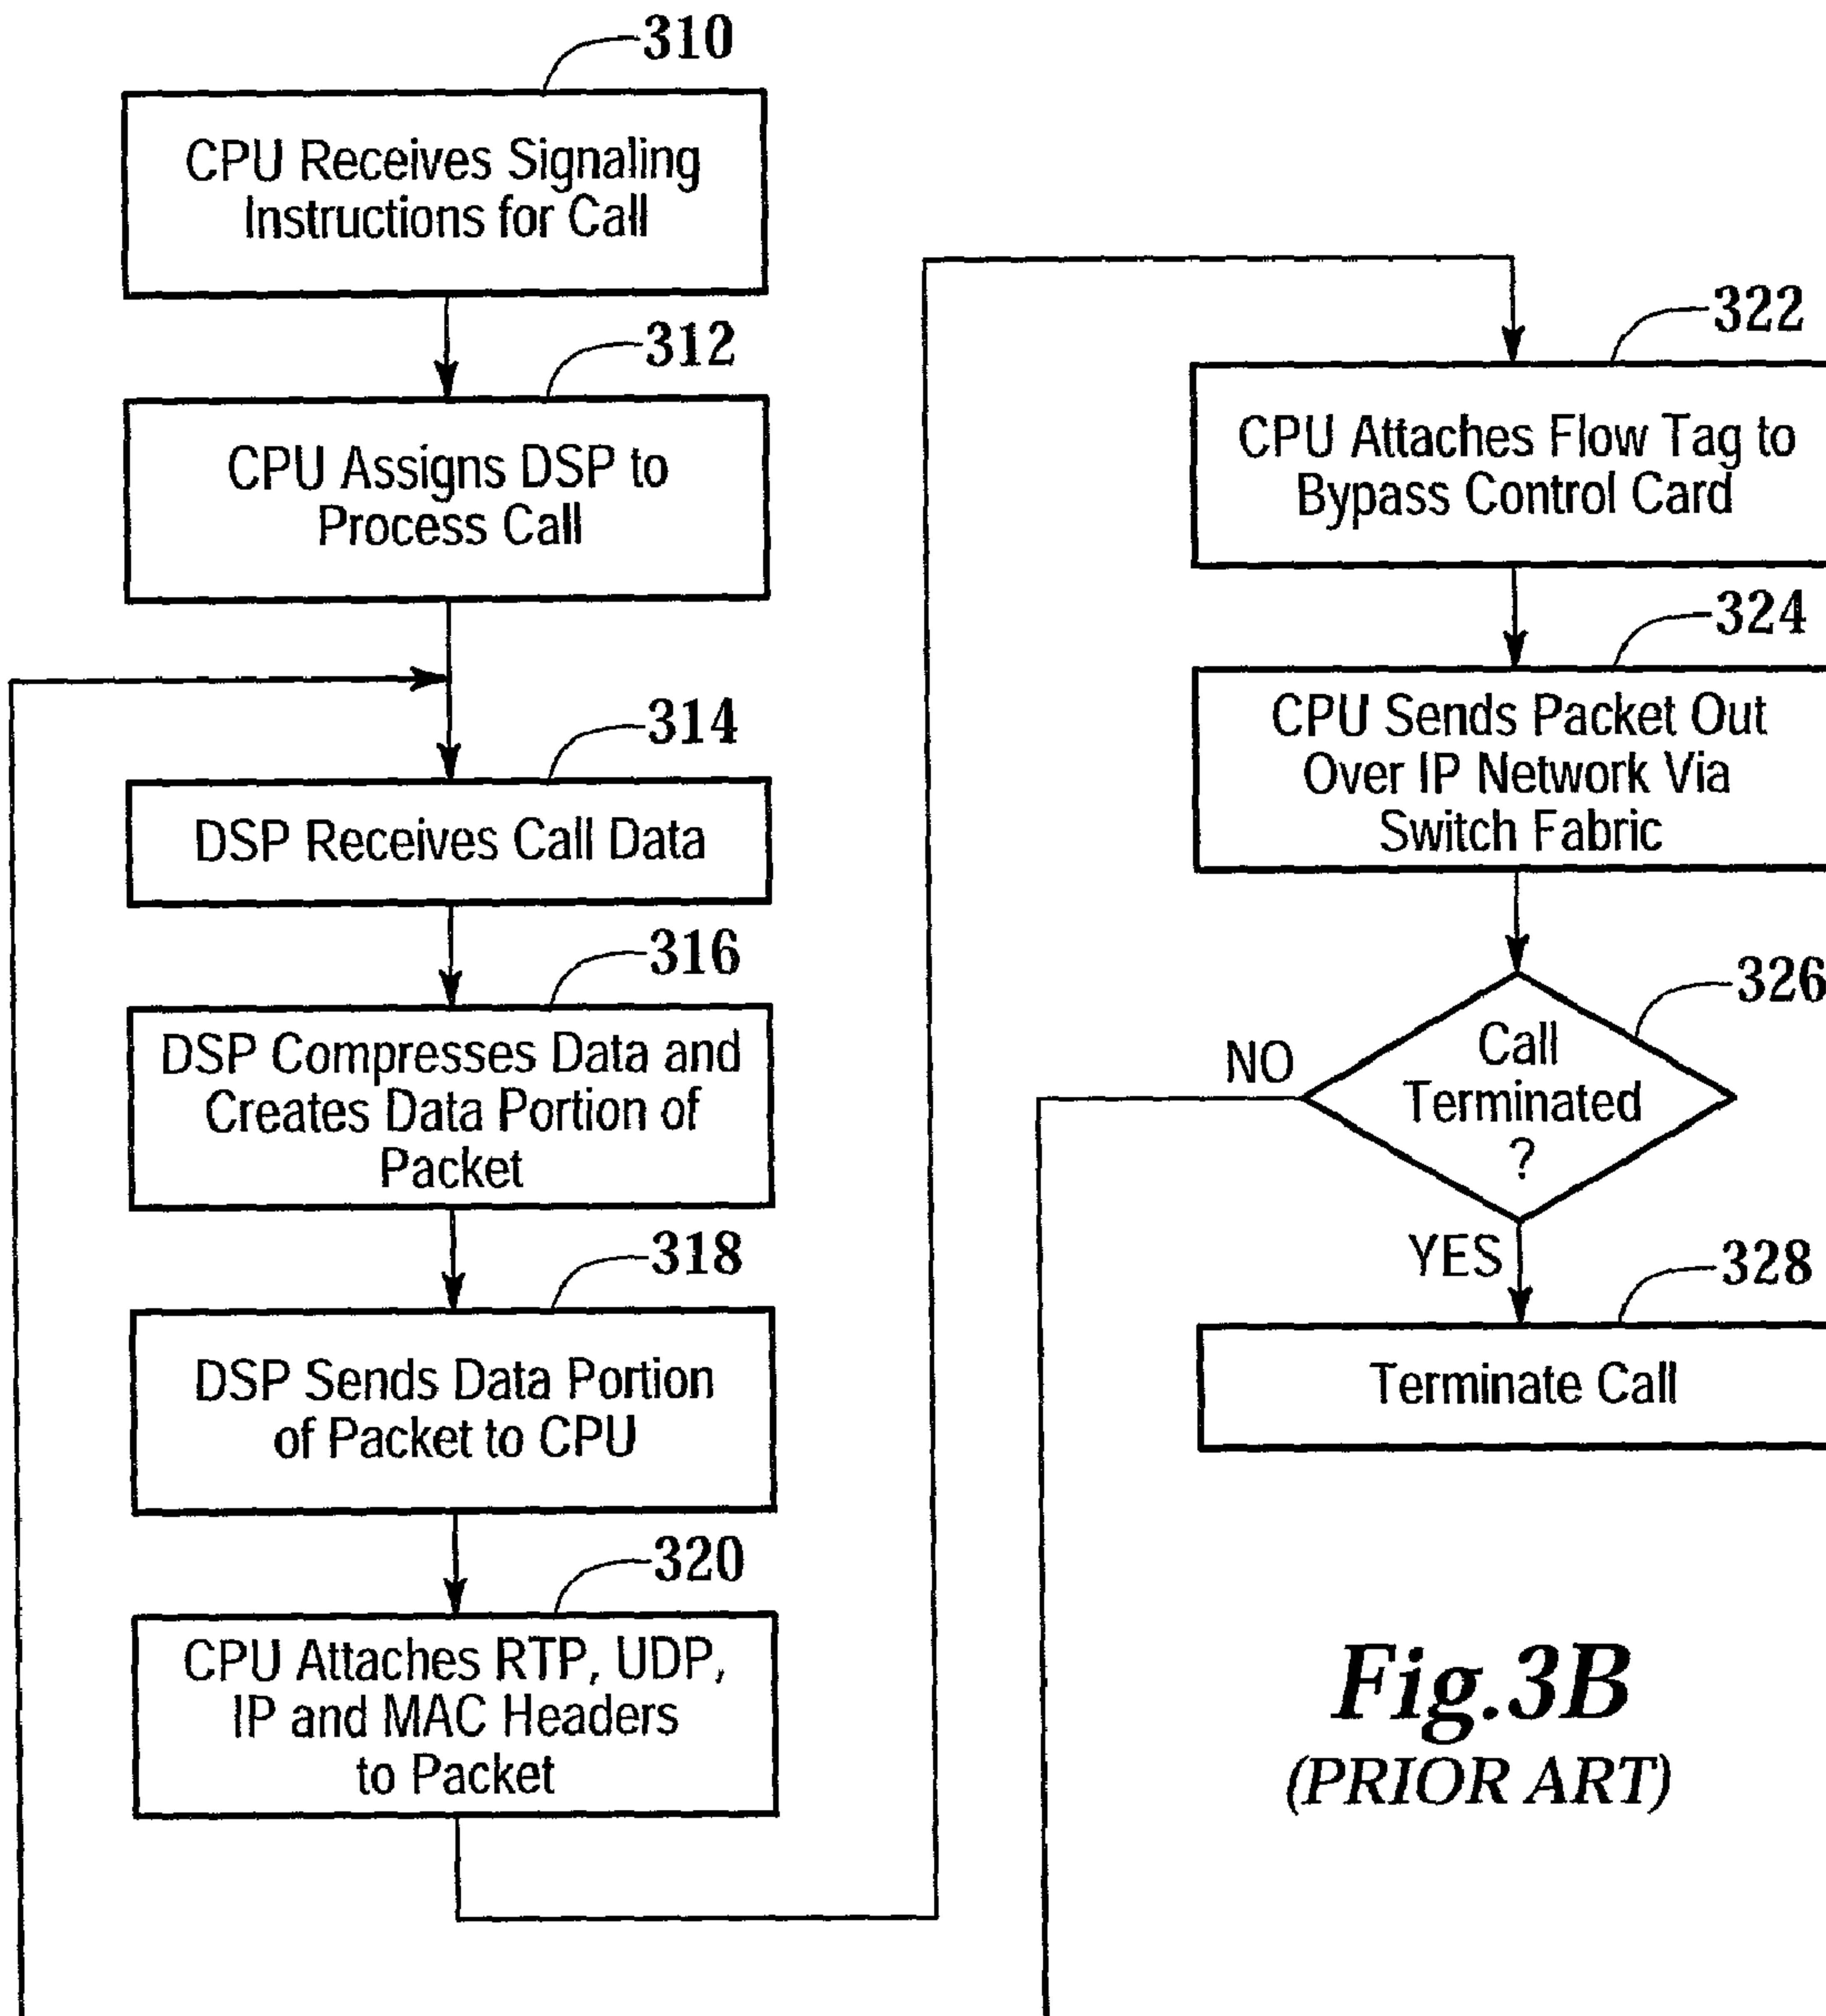 310
CPU Receives Signaling
Instructions for Call
312
CPU Assigns DSP to
Process Call
314
DSP Receives Call Data
316
DSP Compresses Data and
Creates Data Portion of
Packet
318
DSP Sends Data Portion
of Packet to CPU
320
CPU Attaches RTP, UDP,
IP and MAC Headers
to Packet
322
CPU Attaches Flow Tag to
Bypass Control Card
324
CPU Sends Packet Out
Over IP Network Via
Switch Fabric
326
Call
Terminated
?
NO
YES
328
Terminate Call
Fig.3B
(PRIOR ART)